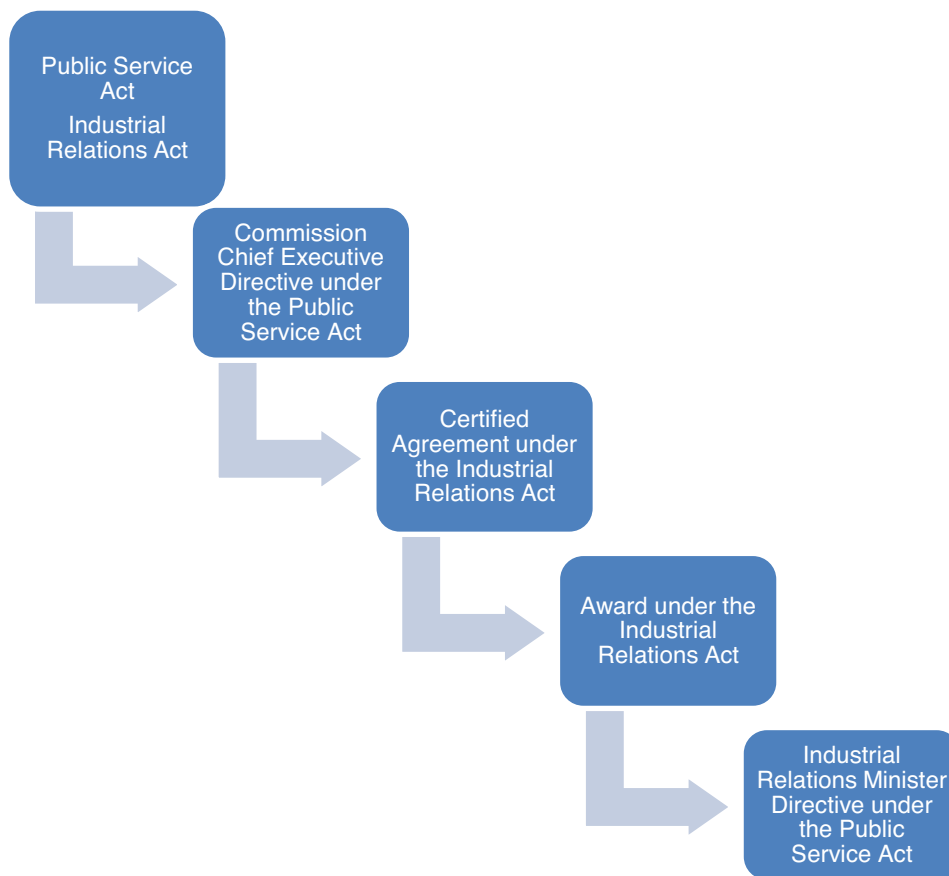 Public Service
Act
Industrial
Relations Act
Commission
Chief Executive
Directive under
the Public
Service Act
Certified
Agreement under
the Industrial
Relations Act
Award under the
Industrial
Relations Act
Industrial
Relations Minister
Directive under
the Public
Service Act